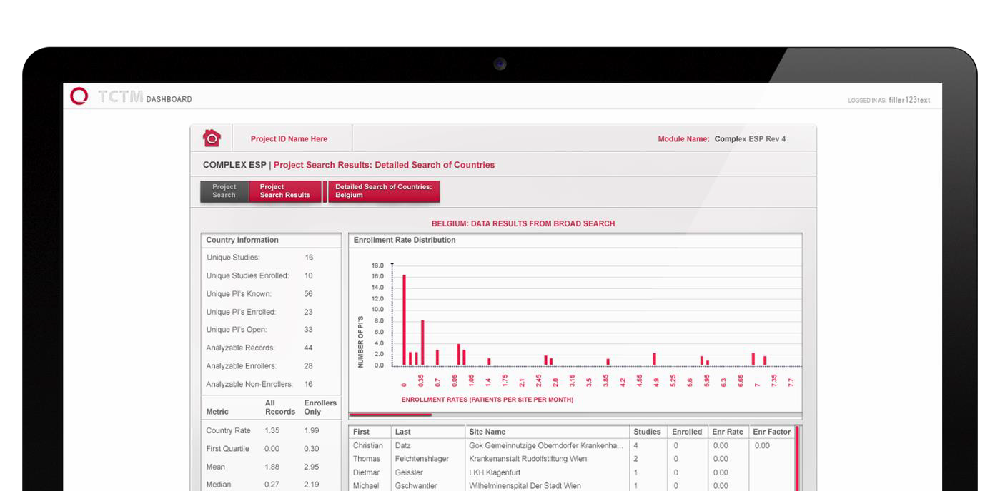 TCTM DASHBOARD
LOGGED IN AS: filler123text
Project ID Name Here
Module Name: Complex ESP Rev 4
COMPLEX ESP | Project Search Results: Detailed Search of Countries
Project Search
Project Search Results
Detailed Search of Countries: Belgium
BELGIUM: DATA RESULTS FROM BROAD SEARCH
Country Information
Unique Studies: 16
Unique Studies Enrolled: 10
Unique PI's Known: 56
Unique PI's Enrolled: 23
Unique PI's Open: 33
Analyzable Records: 44
Analyzable Enrollers: 28
Analyzable Non-Enrollers: 16
Metric All Records Enrollers Only
Country Rate 1.35 1.99
First Quartile 0.00 0.30
Mean 1.88 2.95
Median 0.27 2.19
Enrollment Rate Distribution
NUMBER OF PI'S
18.0
16.0
14.0
12.0
10.0
8.0
6.0
4.0
2.0
0.0
0 0.35 0.7 0.05 1.05 1.4 1.75 2.1 2.45 2.8 3.15 3.5 3.85 4.2 4.55 4.9 5.25 5.6 5.95 6.3 6.65 7 7.35 7.7
ENROLLMENT RATES (PATIENTS PER SITE PER MONTH)
First Last Site Name Studies Enrolled Enr Rate Enr Factor
Christian Datz Gok Gemeinnutzige Oberndorfer Krankenha... 4 0 0.00 0.00
Thomas Feichtenshlager Krankenanstalt Rudolfstiftung Wien 2 0 0.00
Dietmar Geissler LKH Klagenfurt 1 0 0.00
Michael Gschwantler Wilhelminenspital Der Stadt Wien 1 0 0.00